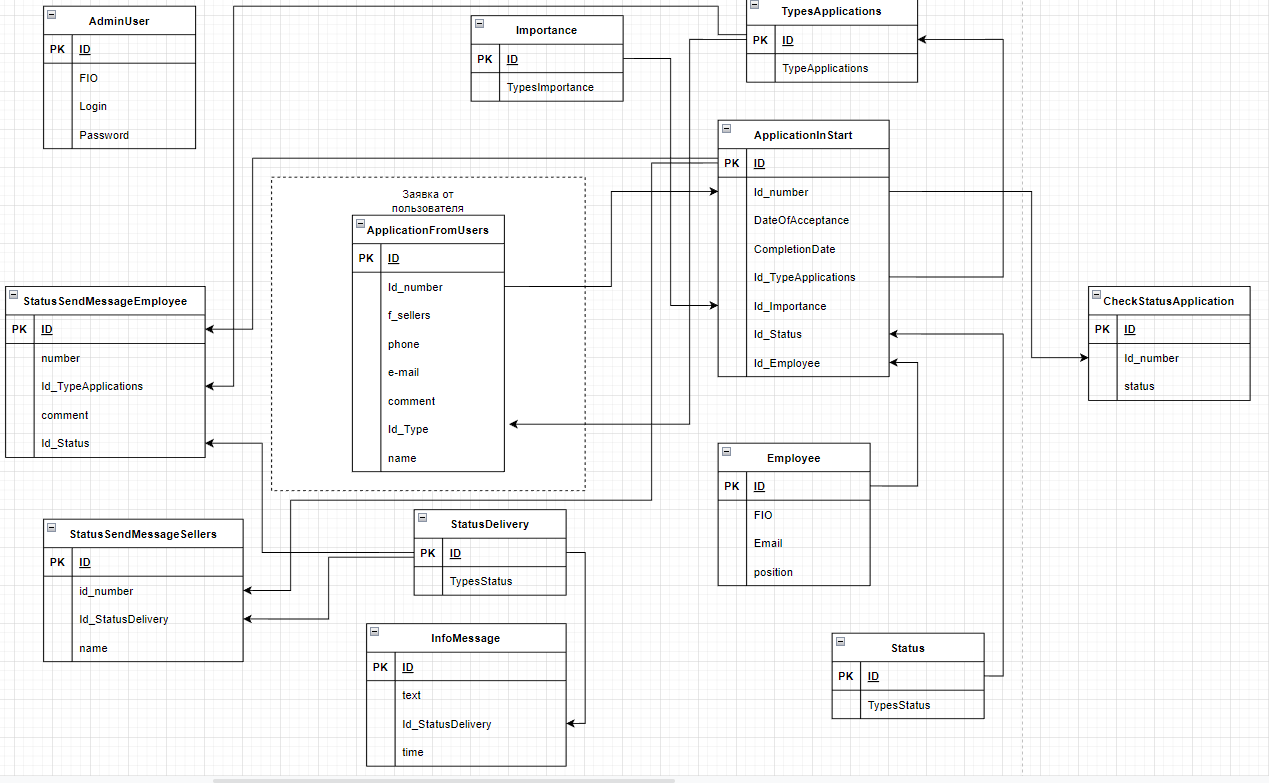 AdminUser
PK ID
FIO
Login
Password
Importance
PK ID
TypesImportance
TypesApplications
PK ID
TypeApplications
ApplicationInStart
PK ID
Id_number
DateOfAcceptance
CompletionDate
Id_TypeApplications
Id_Importance
Id_Status
Id_Employee
Заявка от
пользователя
ApplicationFromUsers
PK ID
Id_number
f_sellers
phone
e-mail
comment
Id_Type
name
StatusSendMessageEmployee
PK ID
number
Id_TypeApplications
comment
Id_Status
CheckStatusApplication
PK ID
Id_number
status
Employee
PK ID
FIO
Email
position
StatusSendMessageSellers
PK ID
id_number
Id_StatusDelivery
name
StatusDelivery
PK ID
TypesStatus
InfoMessage
PK ID
text
Id_StatusDelivery
time
Status
PK ID
TypesStatus